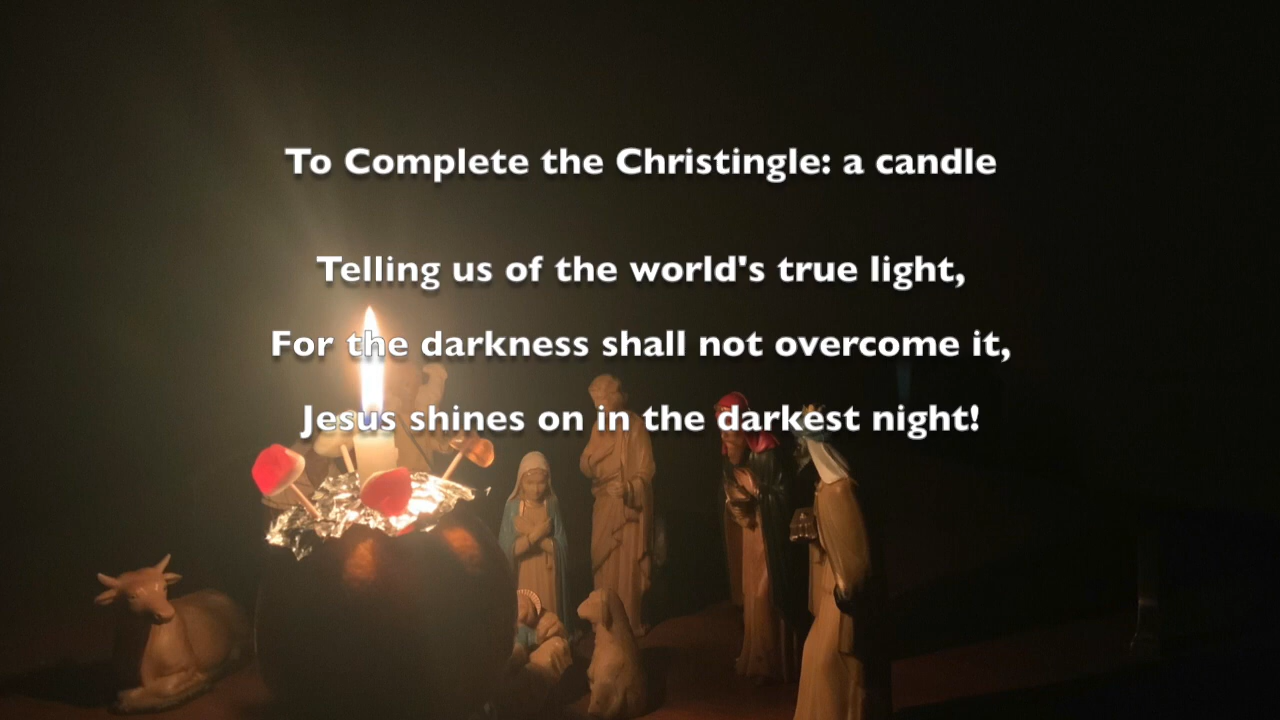 To Complete the Christingle: a candle
Telling us of the world's true light,
For the darkness shall not overcome it,
Jesus shines on in the darkest night!